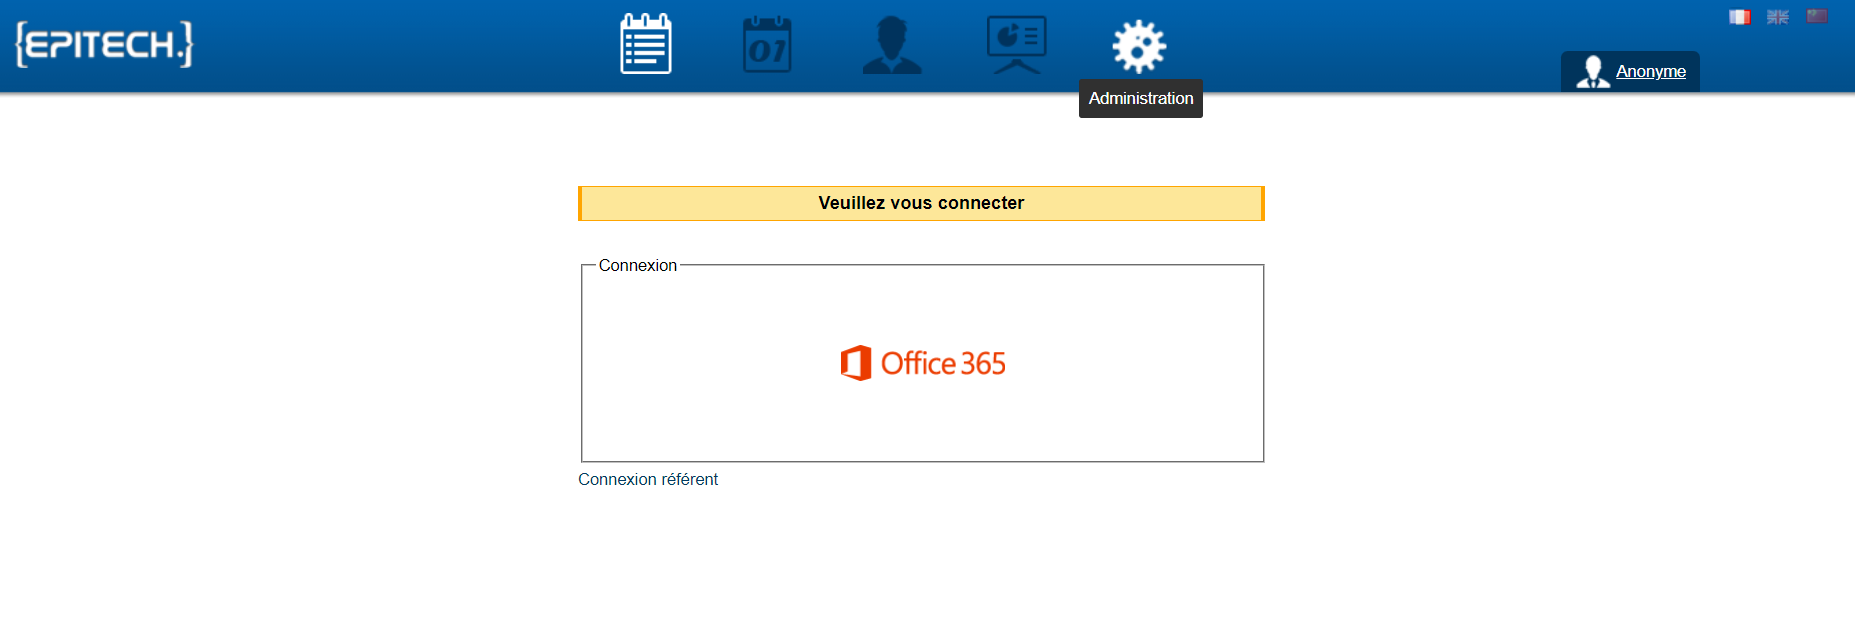 {EPITECH.}
01
Anonyme
Administration
Veuillez vous connecter
Connexion
Office 365
Connexion référent